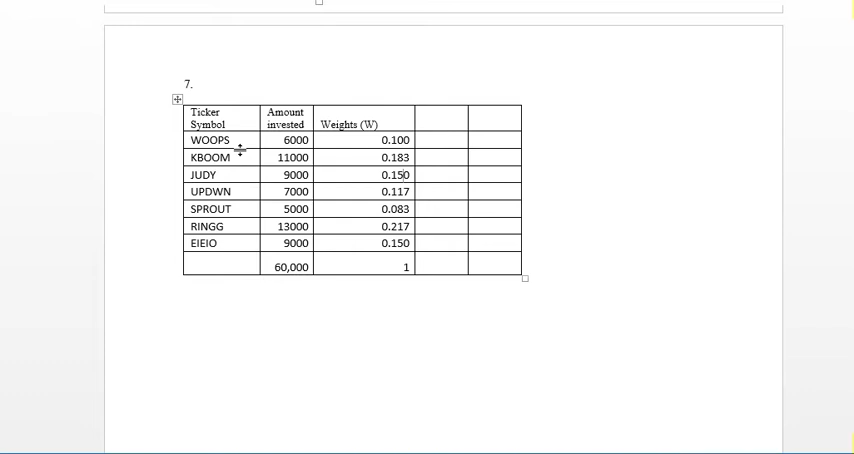 7.
Ticker Symbol Amount invested Weights (W)
WOOPS 6000 0.100
KBOOM 11000 0.183
JUDY 9000 0.150
UPDWN 7000 0.117
SPROUT 5000 0.083
RINGG 13000 0.217
EIEIO 9000 0.150
60,000 1